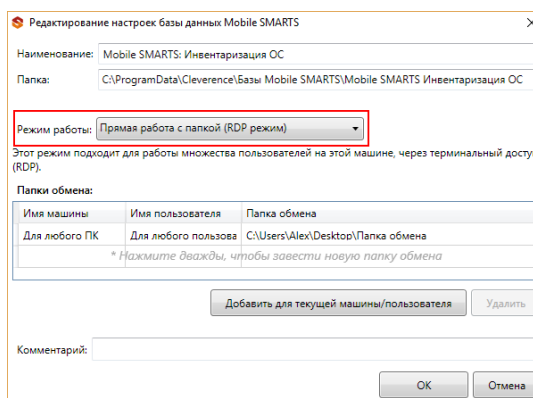 Редактирование настроек базы данных Mobile SMARTS
Наименование: Mobile SMARTS: Инвентаризация ОС
Папка: C:\ProgramData\Cleverence\Базы Mobile SMARTS\Mobile SMARTS Инвентаризация ОС
Режим работы: Прямая работа с папкой (RDP режим)
Этот режим подходит для работы множества пользователей на этой машине, через терминальный досту
(RDP).
Папки обмена:
Имя машины Имя пользователя Папка обмена
Для любого ПК Для любого пользова C:\Users\Alex\Desktop\Папка обмена
* Нажмите дважды, чтобы завести новую папку обмена
Добавить для текущей машины/пользователя Удалить
Комментарий:
ОК Отмена